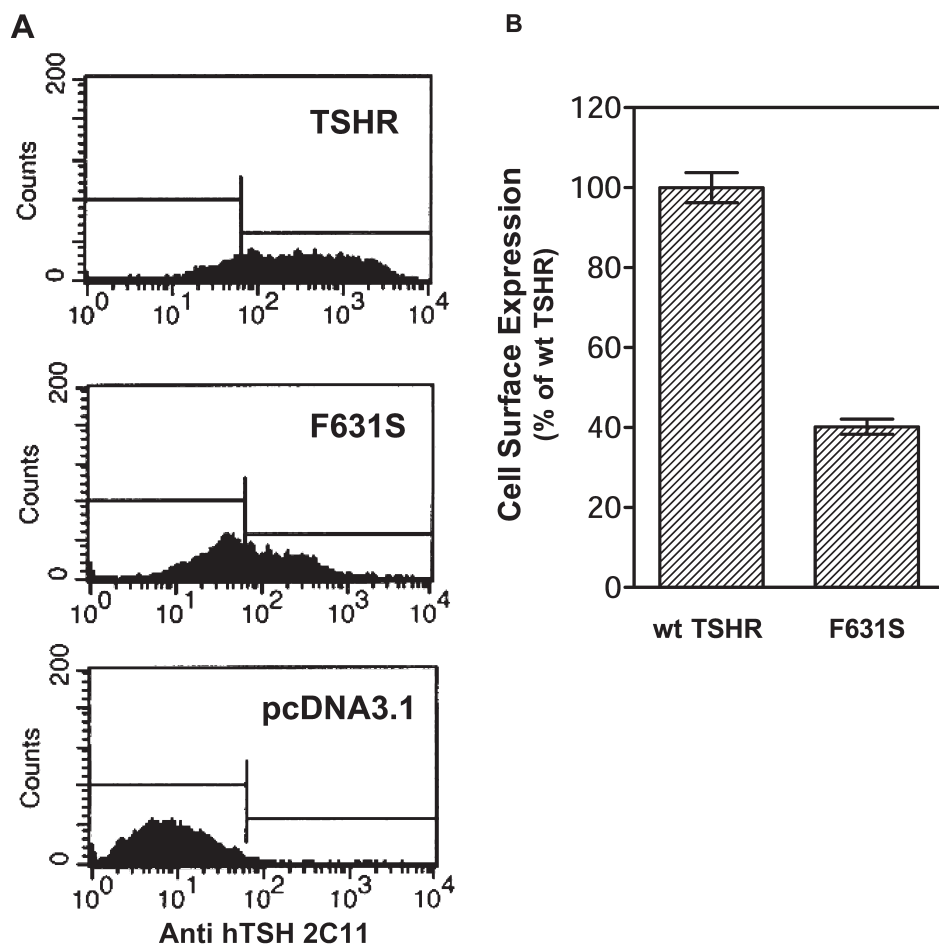 A
200
Counts
0
TSHR
10^0 10^1 10^2 10^3 10^4
200
Counts
0
F631S
10^0 10^1 10^2 10^3 10^4
200
Counts
0
pcDNA3.1
10^0 10^1 10^2 10^3 10^4
Anti hTSH 2C11
B
Cell Surface Expression
(% of wt TSHR)
120
100
80
60
40
20
0
wt TSHR F631S